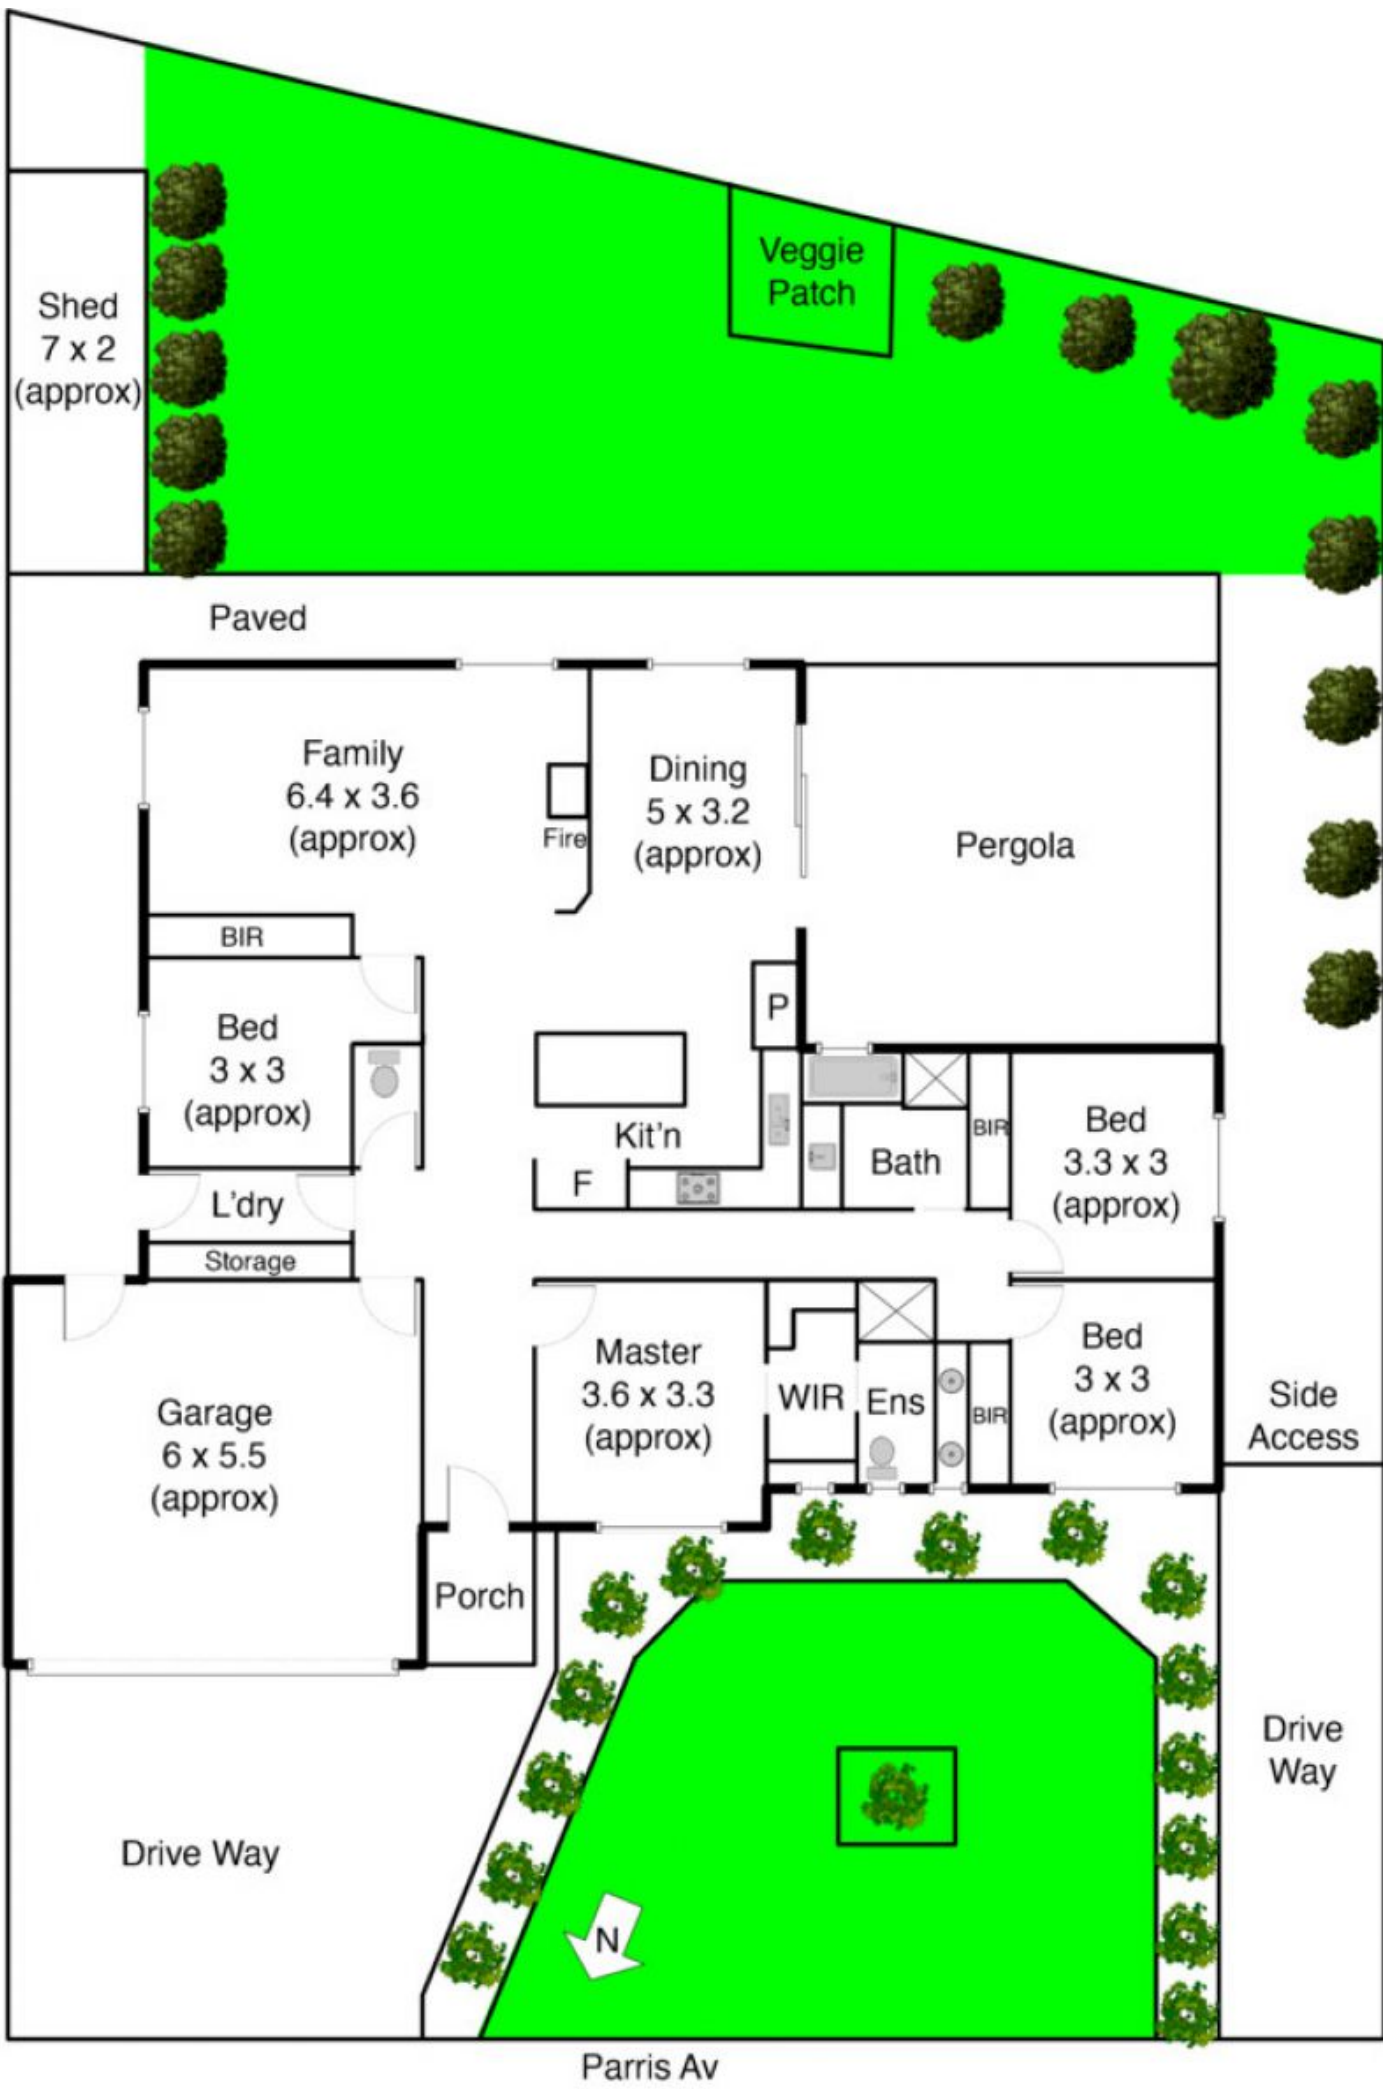 Veggie
Patch
Shed
7 x 2
(approx)
Paved
Family
6.4 x 3.6
(approx)
Fire
Dining
5 x 3.2
(approx)
Pergola
BIR
P
Bed
3 x 3
(approx)
Kit'n
F
Bath
BIR
Bed
3.3 x 3
(approx)
L'dry
Storage
Garage
6 x 5.5
(approx)
Master
3.6 x 3.3
(approx)
WIR
Ens
BIR
Bed
3 x 3
(approx)
Side
Access
Porch
Drive
Way
Drive Way
N
Parris Av